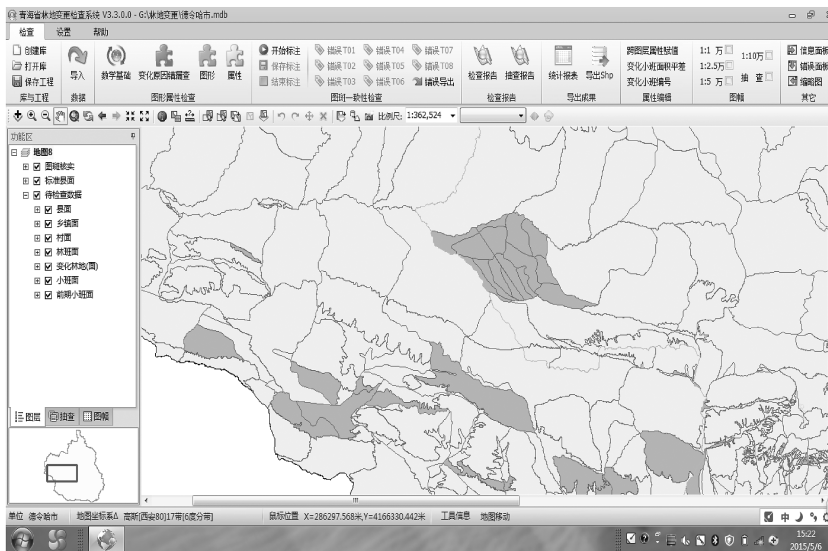 青海省林地变更检查系统 V3.3.0.0 - G:\林地变更\德令哈市.mdb
检查 设置 帮助
创建库
打开库
保存工程
库与工程
导入
数据
数学基础 变化原因错漏查 图形 属性
图形属性检查
开始标注 错误T01 错误T04 错误T07
保存标注 错误T02 错误T05 错误T08
结束标注 错误T03 错误T06 错误导出
图斑一致性检查
检查报告 抽查报告
检查报告
统计报表 导出Shp
导出成果
跨图层属性赋值
变化小班面积平差
变化小班编号
属性编辑
1:1 万 1:10万
1:2.5万
1:5 万 抽 查
图幅
信息面板
错误面板
缩略图
其它
比例尺: 1:362,524
功能区
地图8
图斑核实
标准县面
待检查数据
县面
乡镇面
村面
林班面
变化林地(面)
小班面
前期小班面
图层 抽查 图幅
单位 德令哈市 地图坐标系Δ 高斯[西安80]17带[6度分带] 鼠标位置 X=286297.568米,Y=4166330.442米 工具信息 地图移动
中
15:22
2015/5/6